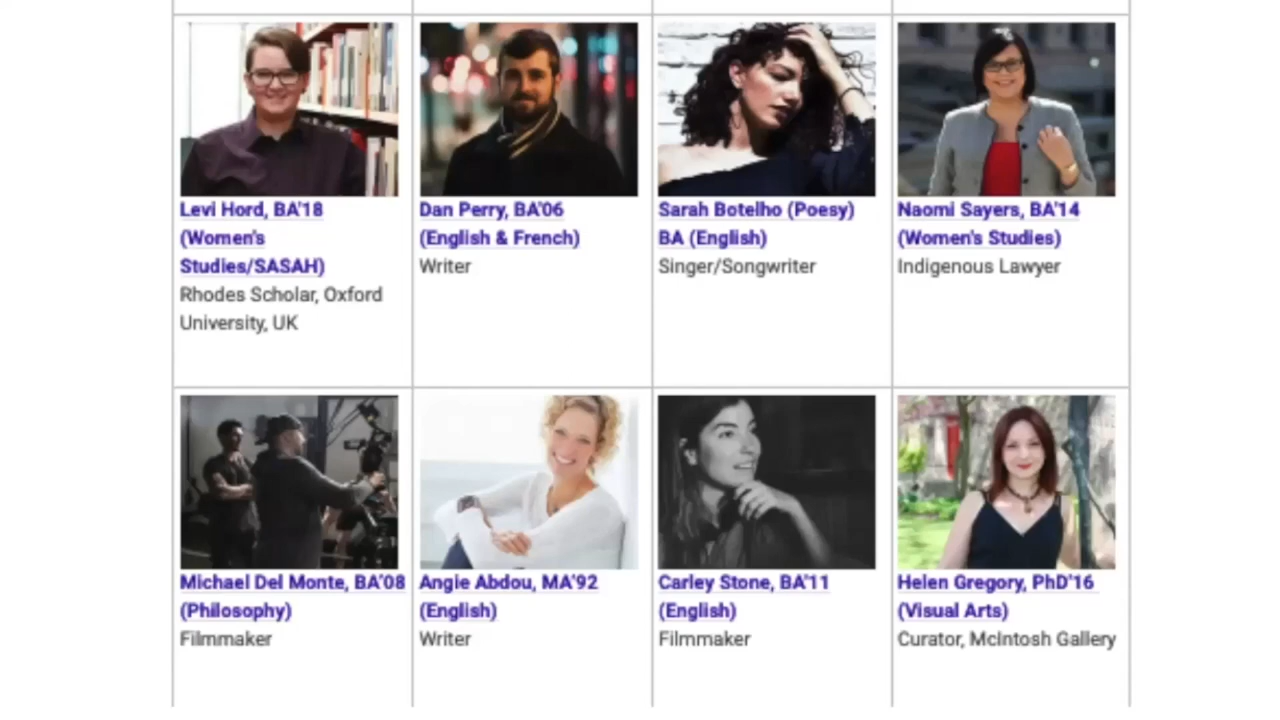 Levi Hord, BA'18
(Women's
Studies/SASAH)
Rhodes Scholar, Oxford
University, UK
Dan Perry, BA'06
(English & French)
Writer
Sarah Botelho (Poesy)
BA (English)
Singer/Songwriter
Naomi Sayers, BA'14
(Women's Studies)
Indigenous Lawyer
Michael Del Monte, BA'08
(Philosophy)
Filmmaker
Angie Abdou, MA'92
(English)
Writer
Carley Stone, BA'11
(English)
Filmmaker
Helen Gregory, PhD'16
(Visual Arts)
Curator, McIntosh Gallery